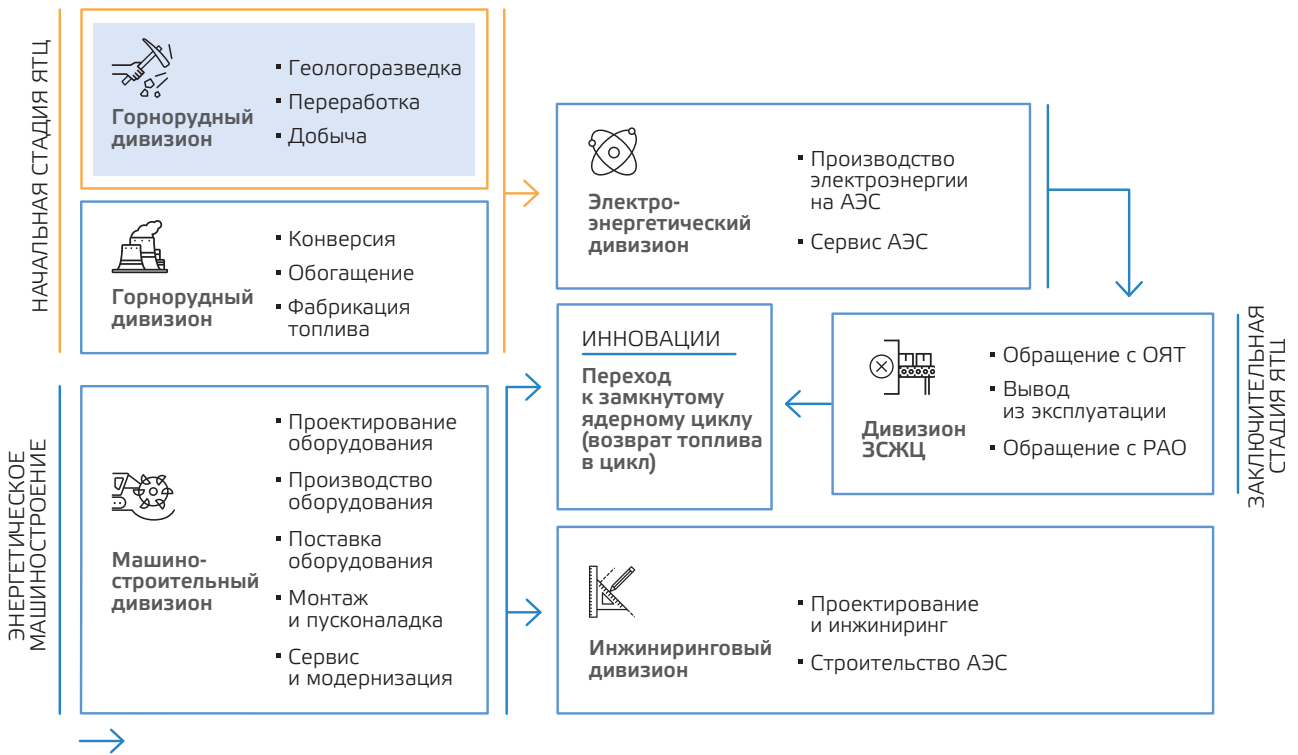 НАЧАЛЬНАЯ СТАДИЯ ЯТЦ
Горнорудный
дивизион
▪ Геологоразведка
▪ Переработка
▪ Добыча
Горнорудный
дивизион
▪ Конверсия
▪ Обогащение
▪ Фабрикация
топлива
Электро-
энергетический
дивизион
▪ Производство
электроэнергии
на АЭС
▪ Сервис АЭС
ИННОВАЦИИ
Переход
к замкнутому
ядерному циклу
(возврат топлива
в цикл)
Дивизион
ЗСЖЦ
▪ Обращение с ОЯТ
▪ Вывод
из эксплуатации
▪ Обращение с РАО
ЗАКЛЮЧИТЕЛЬНАЯ
СТАДИЯ ЯТЦ
ЭНЕРГЕТИЧЕСКОЕ
МАШИНОСТРОЕНИЕ
Машино-
строительный
дивизион
▪ Проектирование
оборудования
▪ Производство
оборудования
▪ Поставка
оборудования
▪ Монтаж
и пусконаладка
▪ Сервис
и модернизация
Инжиниринговый
дивизион
▪ Проектирование
и инжиниринг
▪ Строительство АЭС